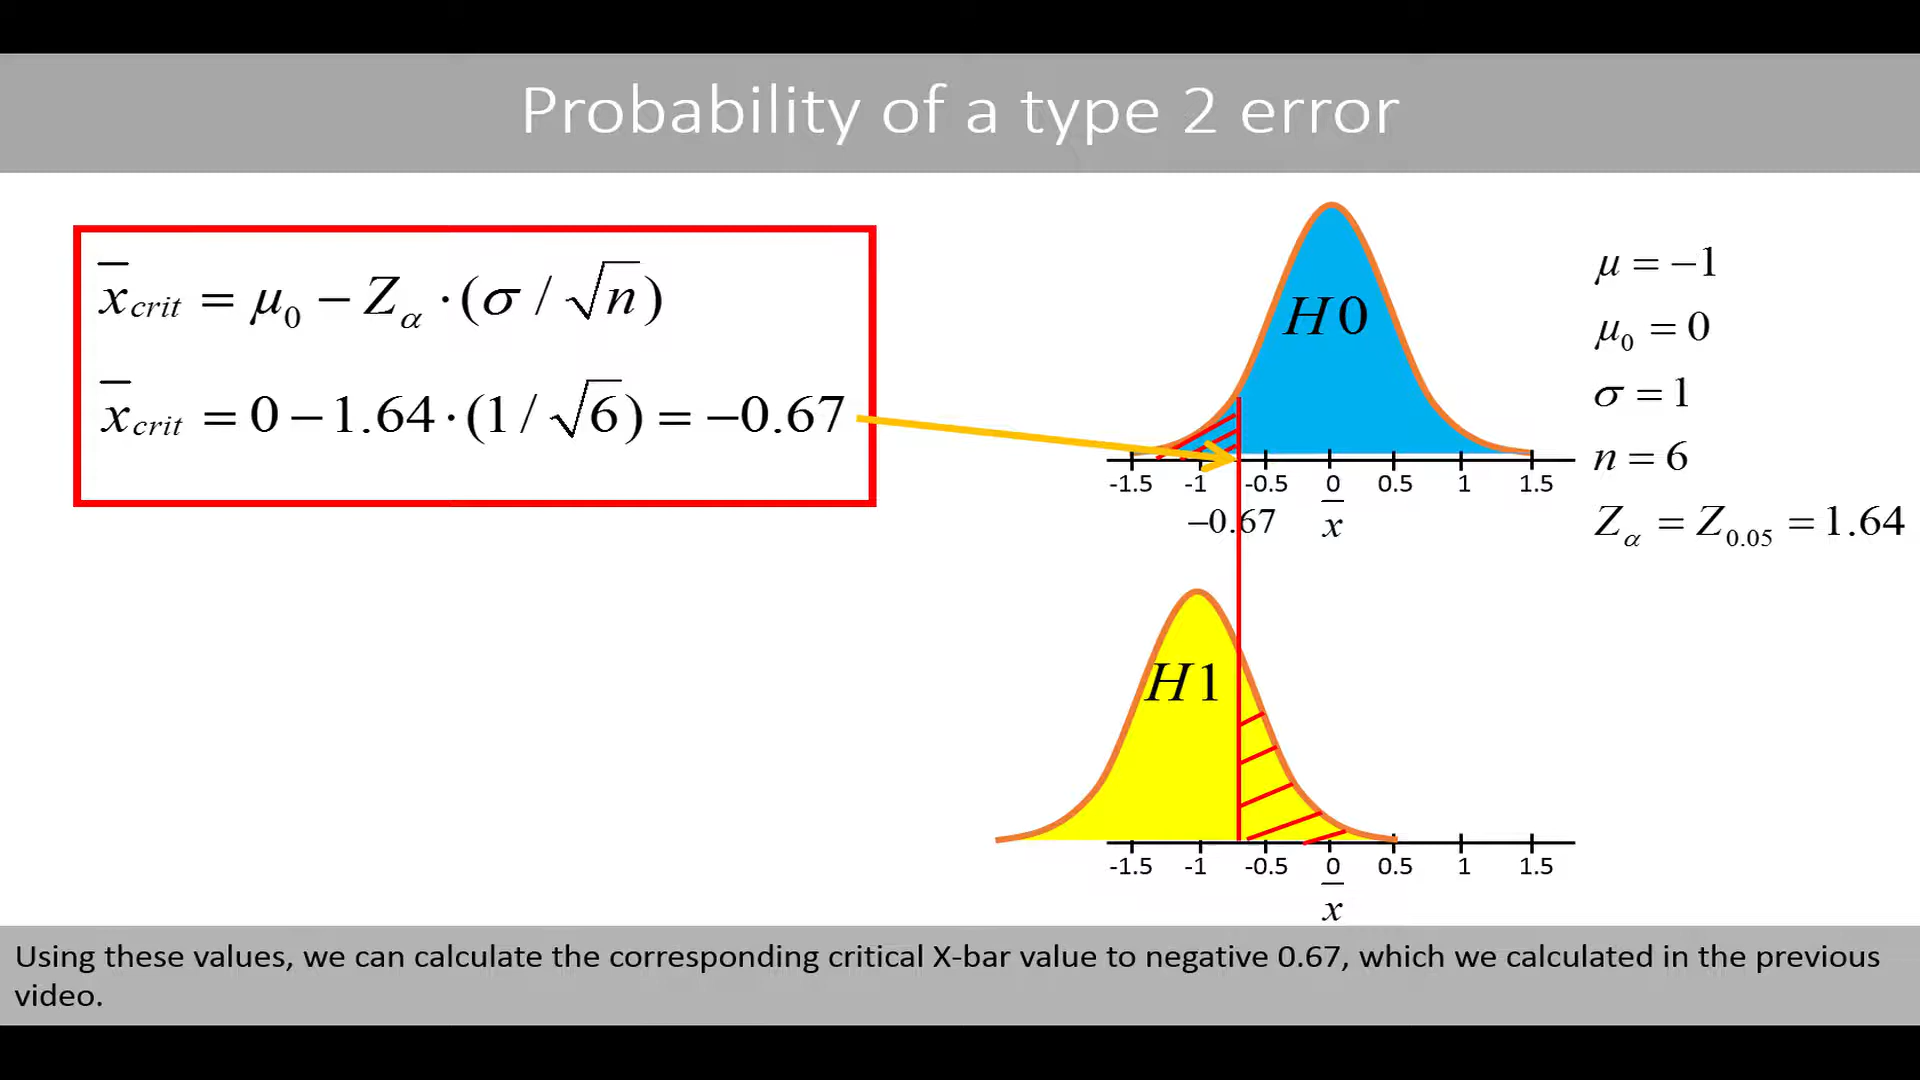 Probability of a type 2 error
x̄crit = μ₀ − Zα · (σ / √n)
x̄crit = 0 − 1.64 · (1 / √6) = −0.67
H0
-1.5 -1 -0.5 0 0.5 1 1.5
−0.67
x̄
μ = −1
μ₀ = 0
σ = 1
n = 6
Zα = Z0.05 = 1.64
H1
-1.5 -1 -0.5 0 0.5 1 1.5
x̄
Using these values, we can calculate the corresponding critical X-bar value to negative 0.67, which we calculated in the previous
video.